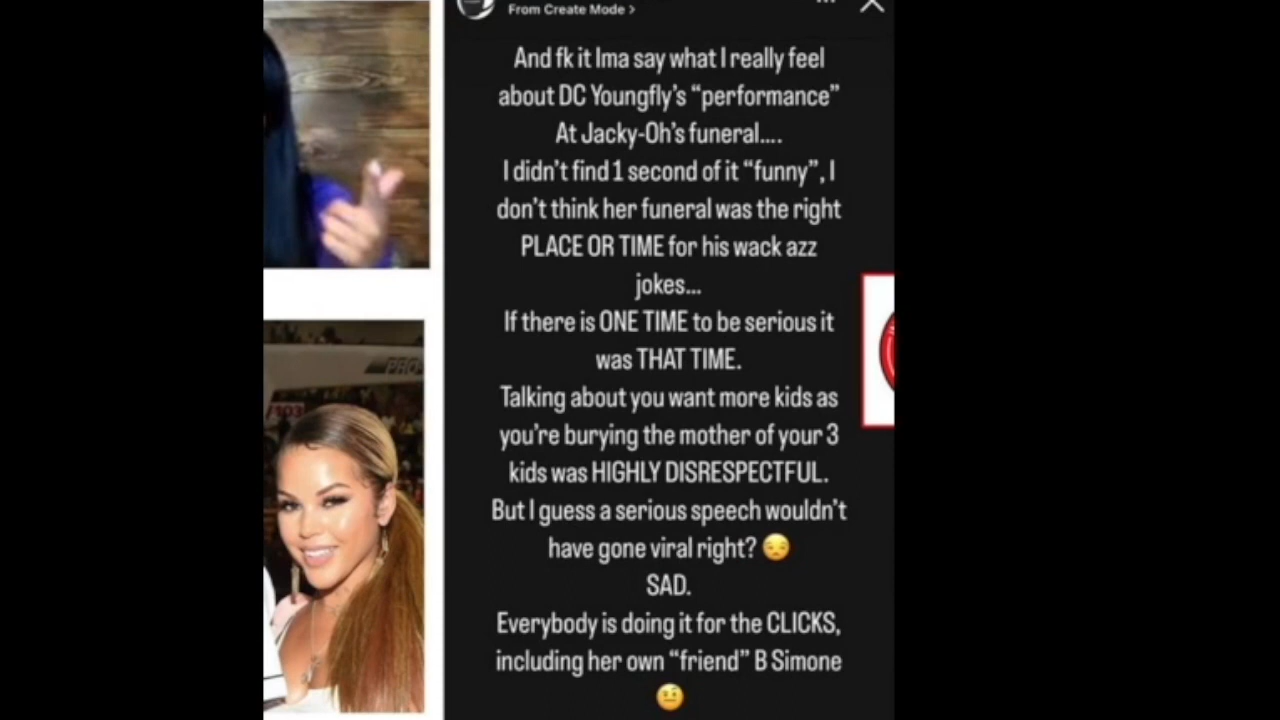 From Create Mode >
And fk it Ima say what I really feel
about DC Youngfly's “performance”
At Jacky-Oh's funeral....
I didn't find 1 second of it “funny”, I
don't think her funeral was the right
PLACE OR TIME for his wack azz
jokes...
If there is ONE TIME to be serious it
was THAT TIME.
Talking about you want more kids as
you're burying the mother of your 3
kids was HIGHLY DISRESPECTFUL.
But I guess a serious speech wouldn't
have gone viral right? 😒
SAD.
Everybody is doing it for the CLICKS,
including her own “friend” B Simone
🤨
PRO
103